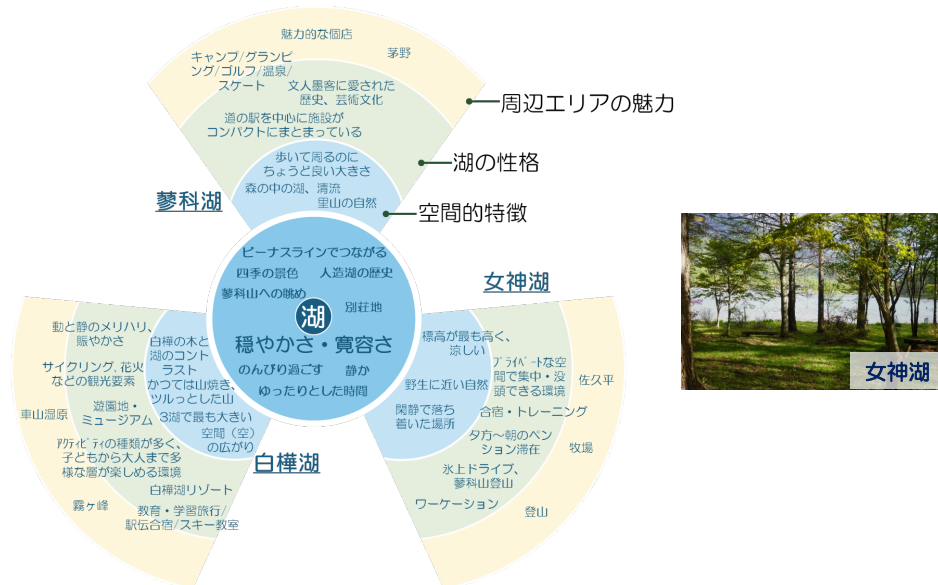 魅力的な個店
茅野
キャンプ/グランピ
ング/ゴルフ/温泉/
スケート
文人墨客に愛された
歴史、芸術文化
道の駅を中心に施設が
コンパクトにまとまっている
歩いて周るのに
ちょうど良い大きさ
森の中の湖、清流
里山の自然
周辺エリアの魅力
湖の性格
空間的特徴
蓼科湖
ビーナスラインでつながる
四季の景色
人造湖の歴史
蓼科山への眺め
別荘地
湖
穏やかさ・寛容さ
のんびり過ごす
静か
ゆったりとした時間
女神湖
標高が最も高く、
涼しい
プライベートな空
間で集中・没
頭できる環境
野生に近い自然
佐久平
閑静で落ち
着いた場所
合宿・トレーニング
夕方〜朝のペン
ション滞在
牧場
氷上ドライブ、
蓼科山登山
ワーケーション
登山
動と静のメリハリ、
賑やかさ
白樺の木と
湖のコント
ラスト
サイクリング, 花火
などの観光要素
かつては山焼き、
ツルっとした山
車山湿原
遊園地・
ミュージアム
3湖で最も大きい
空間（空）
の広がり
アクティビティの種類が多く、
子どもから大人まで多
様な層が楽しめる環境
白樺湖
白樺湖リゾート
霧ヶ峰
教育・学習旅行/
駅伝合宿/スキー教室
女神湖